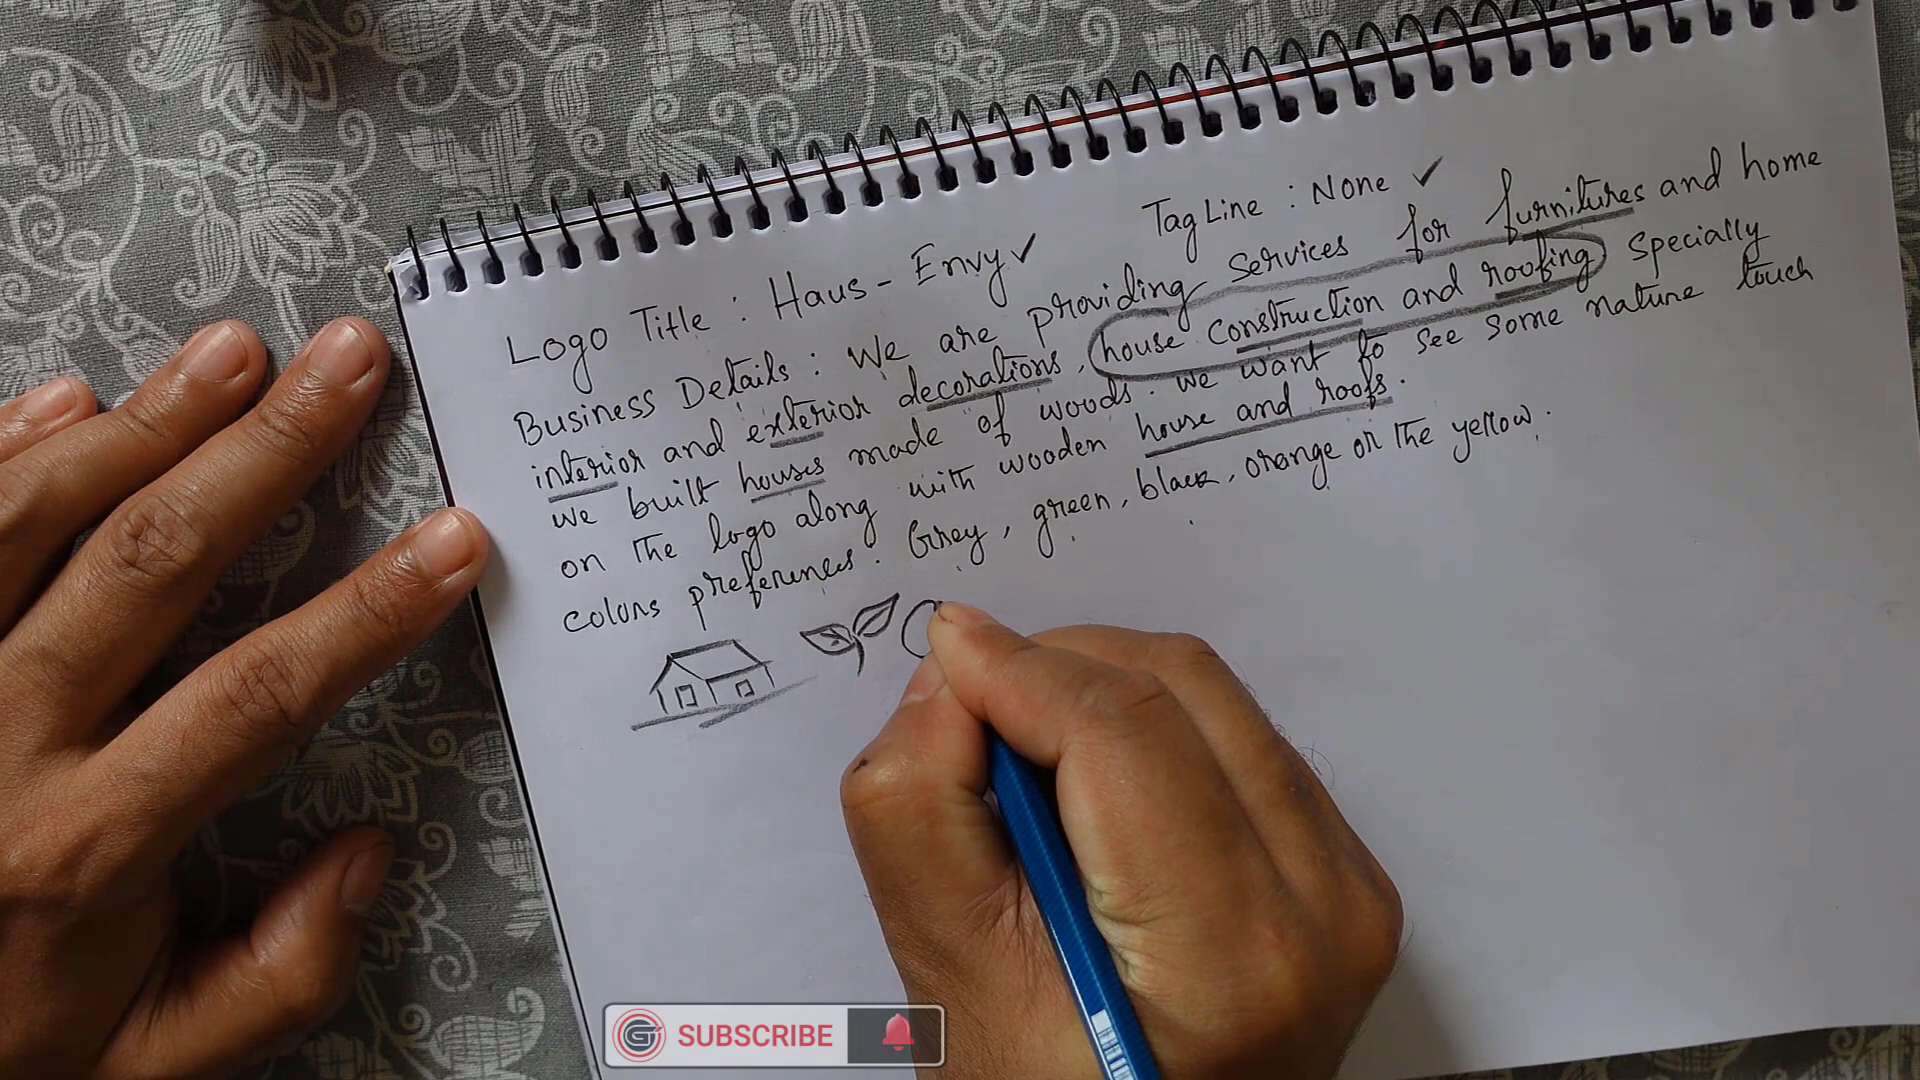 Logo Title : Haus - Envy ✓ TagLine : None ✓
Business Details : We are providing services for furnitures and home
interior and exterior decorations, house construction and roofing specially
we built houses made of woods. we want to see some nature touch
on the logo along with wooden house and roofs.
colors preferences. Grey, green, black, orange or the yellow.
SUBSCRIBE